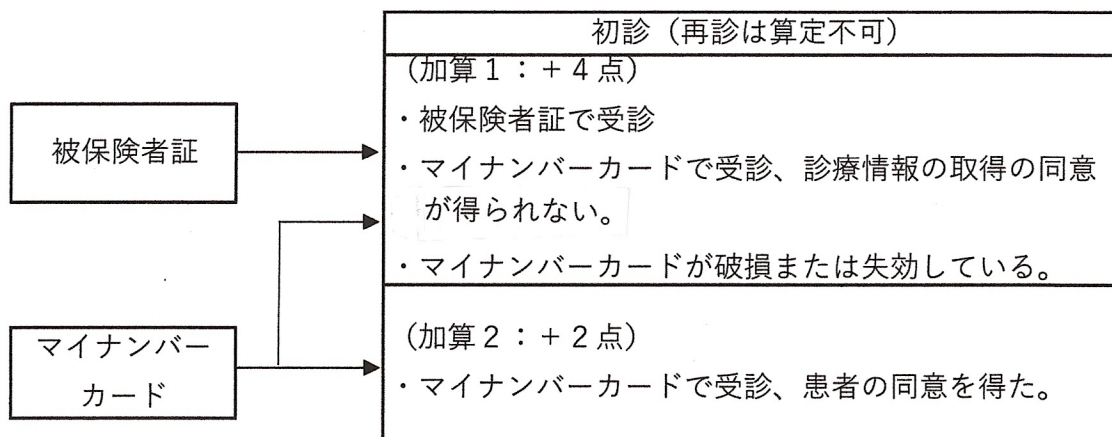 初診（再診は算定不可）
（加算１：＋４点）
・被保険者証で受診
・マイナンバーカードで受診、診療情報の取得の同意
が得られない。
・マイナンバーカードが破損または失効している。
（加算２：＋２点）
・マイナンバーカードで受診、患者の同意を得た。
被保険者証
マイナンバー
カード